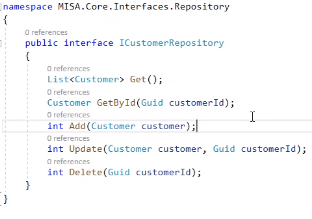 namespace MISA.Core.Interfaces.Repository
{
0 references
public interface ICustomerRepository
{
0 references
List<Customer> Get();
0 references
Customer GetById(Guid customerId);
0 references
int Add(Customer customer);
0 references
int Update(Customer customer, Guid customerId);
0 references
int Delete(Guid customerId);
}
}